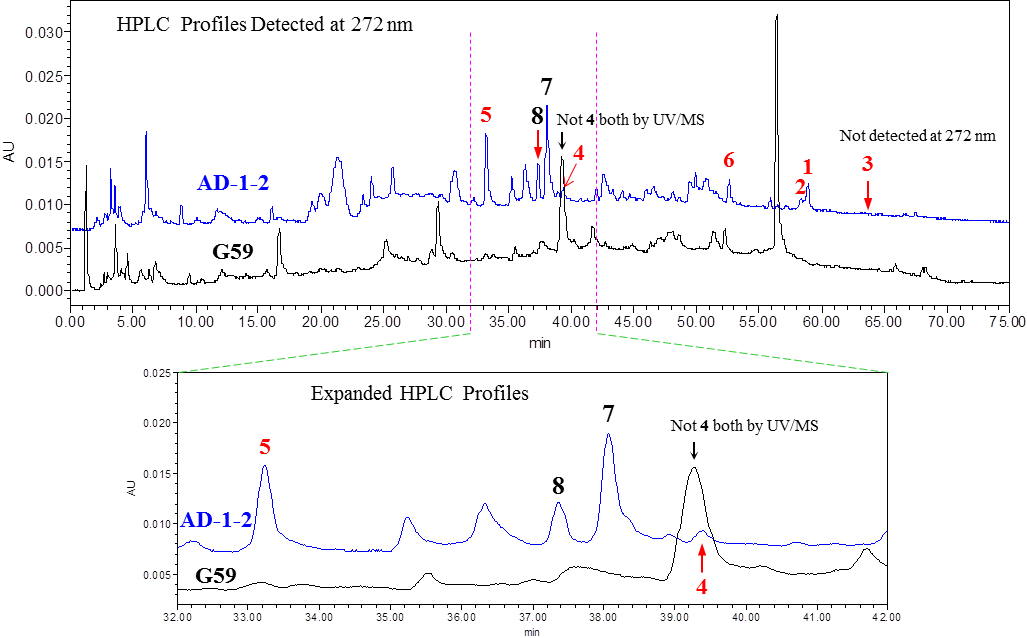 HPLC Profiles Detected at 272 nm
0.030
0.025
0.020
0.015
0.010
0.005
0.000
AU
AD-1-2
G59
5
8
7
Not 4 both by UV/MS
4
6
1
2
Not detected at 272 nm
3
0.00 5.00 10.00 15.00 20.00 25.00 30.00 35.00 40.00 45.00 50.00 55.00 60.00 65.00 70.00 75.00
min
Expanded HPLC Profiles
0.025
0.020
0.015
0.010
0.005
AU
5
8
7
Not 4 both by UV/MS
AD-1-2
G59
4
32.00 33.00 34.00 35.00 36.00 37.00 38.00 39.00 40.00 41.00 42.00
min